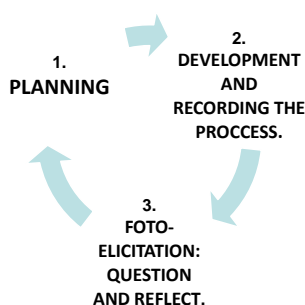 1.
PLANNING
2.
DEVELOPMENT
AND
RECORDING THE
PROCCESS.
3.
FOTO-
ELICITATION:
QUESTION
AND REFLECT.